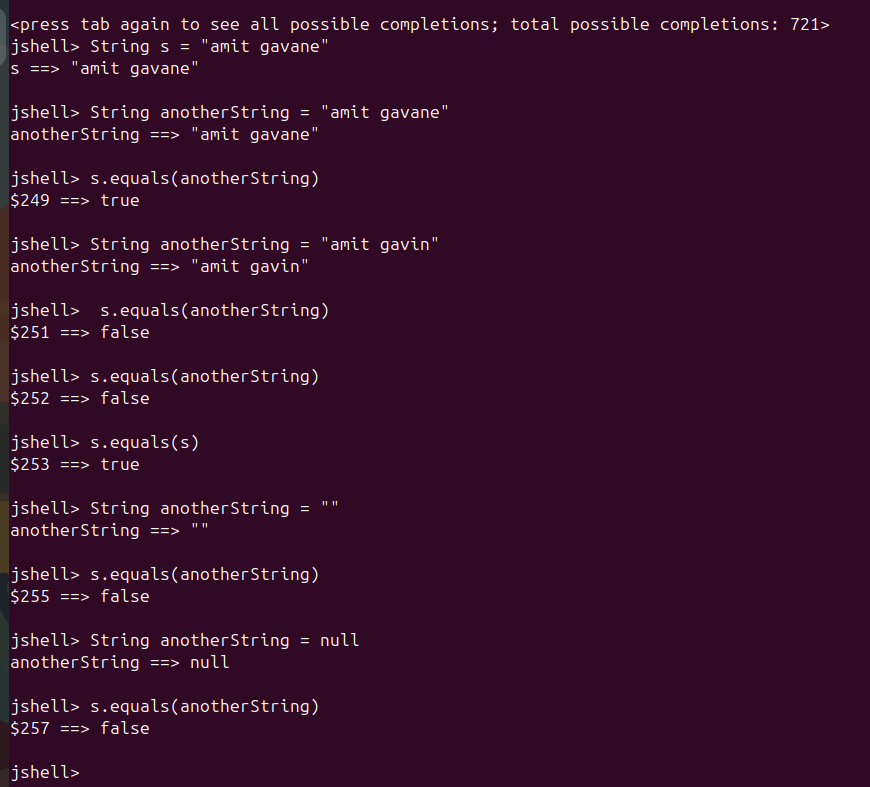 <press tab again to see all possible completions; total possible completions: 721>
jshell> String s = "amit gavane"
s ==> "amit gavane"
jshell> String anotherString = "amit gavane"
anotherString ==> "amit gavane"
jshell> s.equals(anotherString)
$249 ==> true
jshell> String anotherString = "amit gavin"
anotherString ==> "amit gavin"
jshell>  s.equals(anotherString)
$251 ==> false
jshell> s.equals(anotherString)
$252 ==> false
jshell> s.equals(s)
$253 ==> true
jshell> String anotherString = ""
anotherString ==> ""
jshell> s.equals(anotherString)
$255 ==> false
jshell> String anotherString = null
anotherString ==> null
jshell> s.equals(anotherString)
$257 ==> false
jshell>